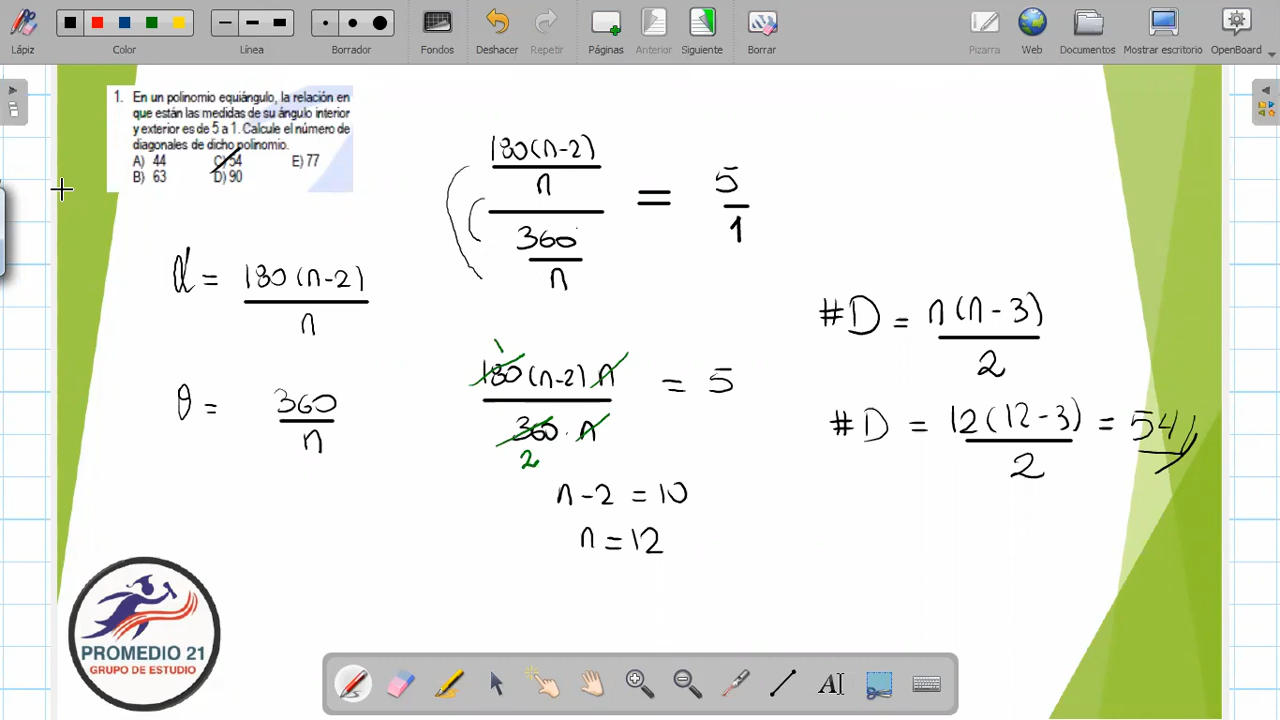 Lápiz Color Línea Borrador Fondos Deshacer Repetir Páginas Anterior Siguiente Borrar Pizarra Web Documentos Mostrar escritorio OpenBoard
1. En un polinomio equiángulo, la relación en
que están las medidas de su ángulo interior
y exterior es de 5 a 1. Calcule el número de
diagonales de dicho polinomio.
A) 44 C) 54 E) 77
B) 63 D) 90
180(n-2)
n
360
n
= 5
1
α = 180(n-2)
n
θ = 360
n
1
180(n-2) n = 5
360 · n
2
n-2 = 10
n = 12
#D = n(n-3)
2
#D = 12(12-3) = 54
2
PROMEDIO 21
GRUPO DE ESTUDIO
AI